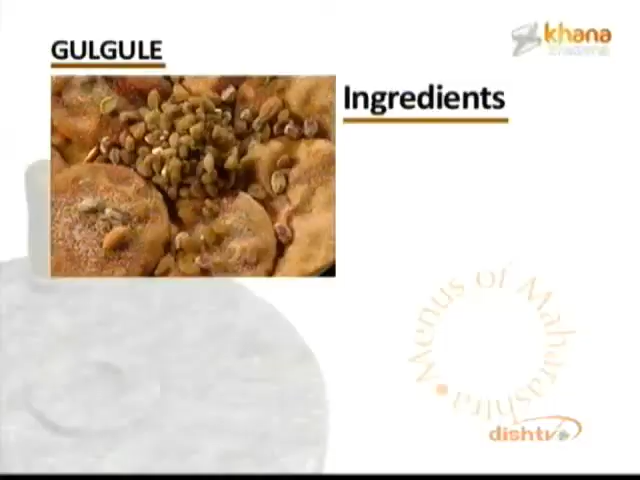 GULGULE
khana
Ingredients
Menus of Maharashtra
dishtv